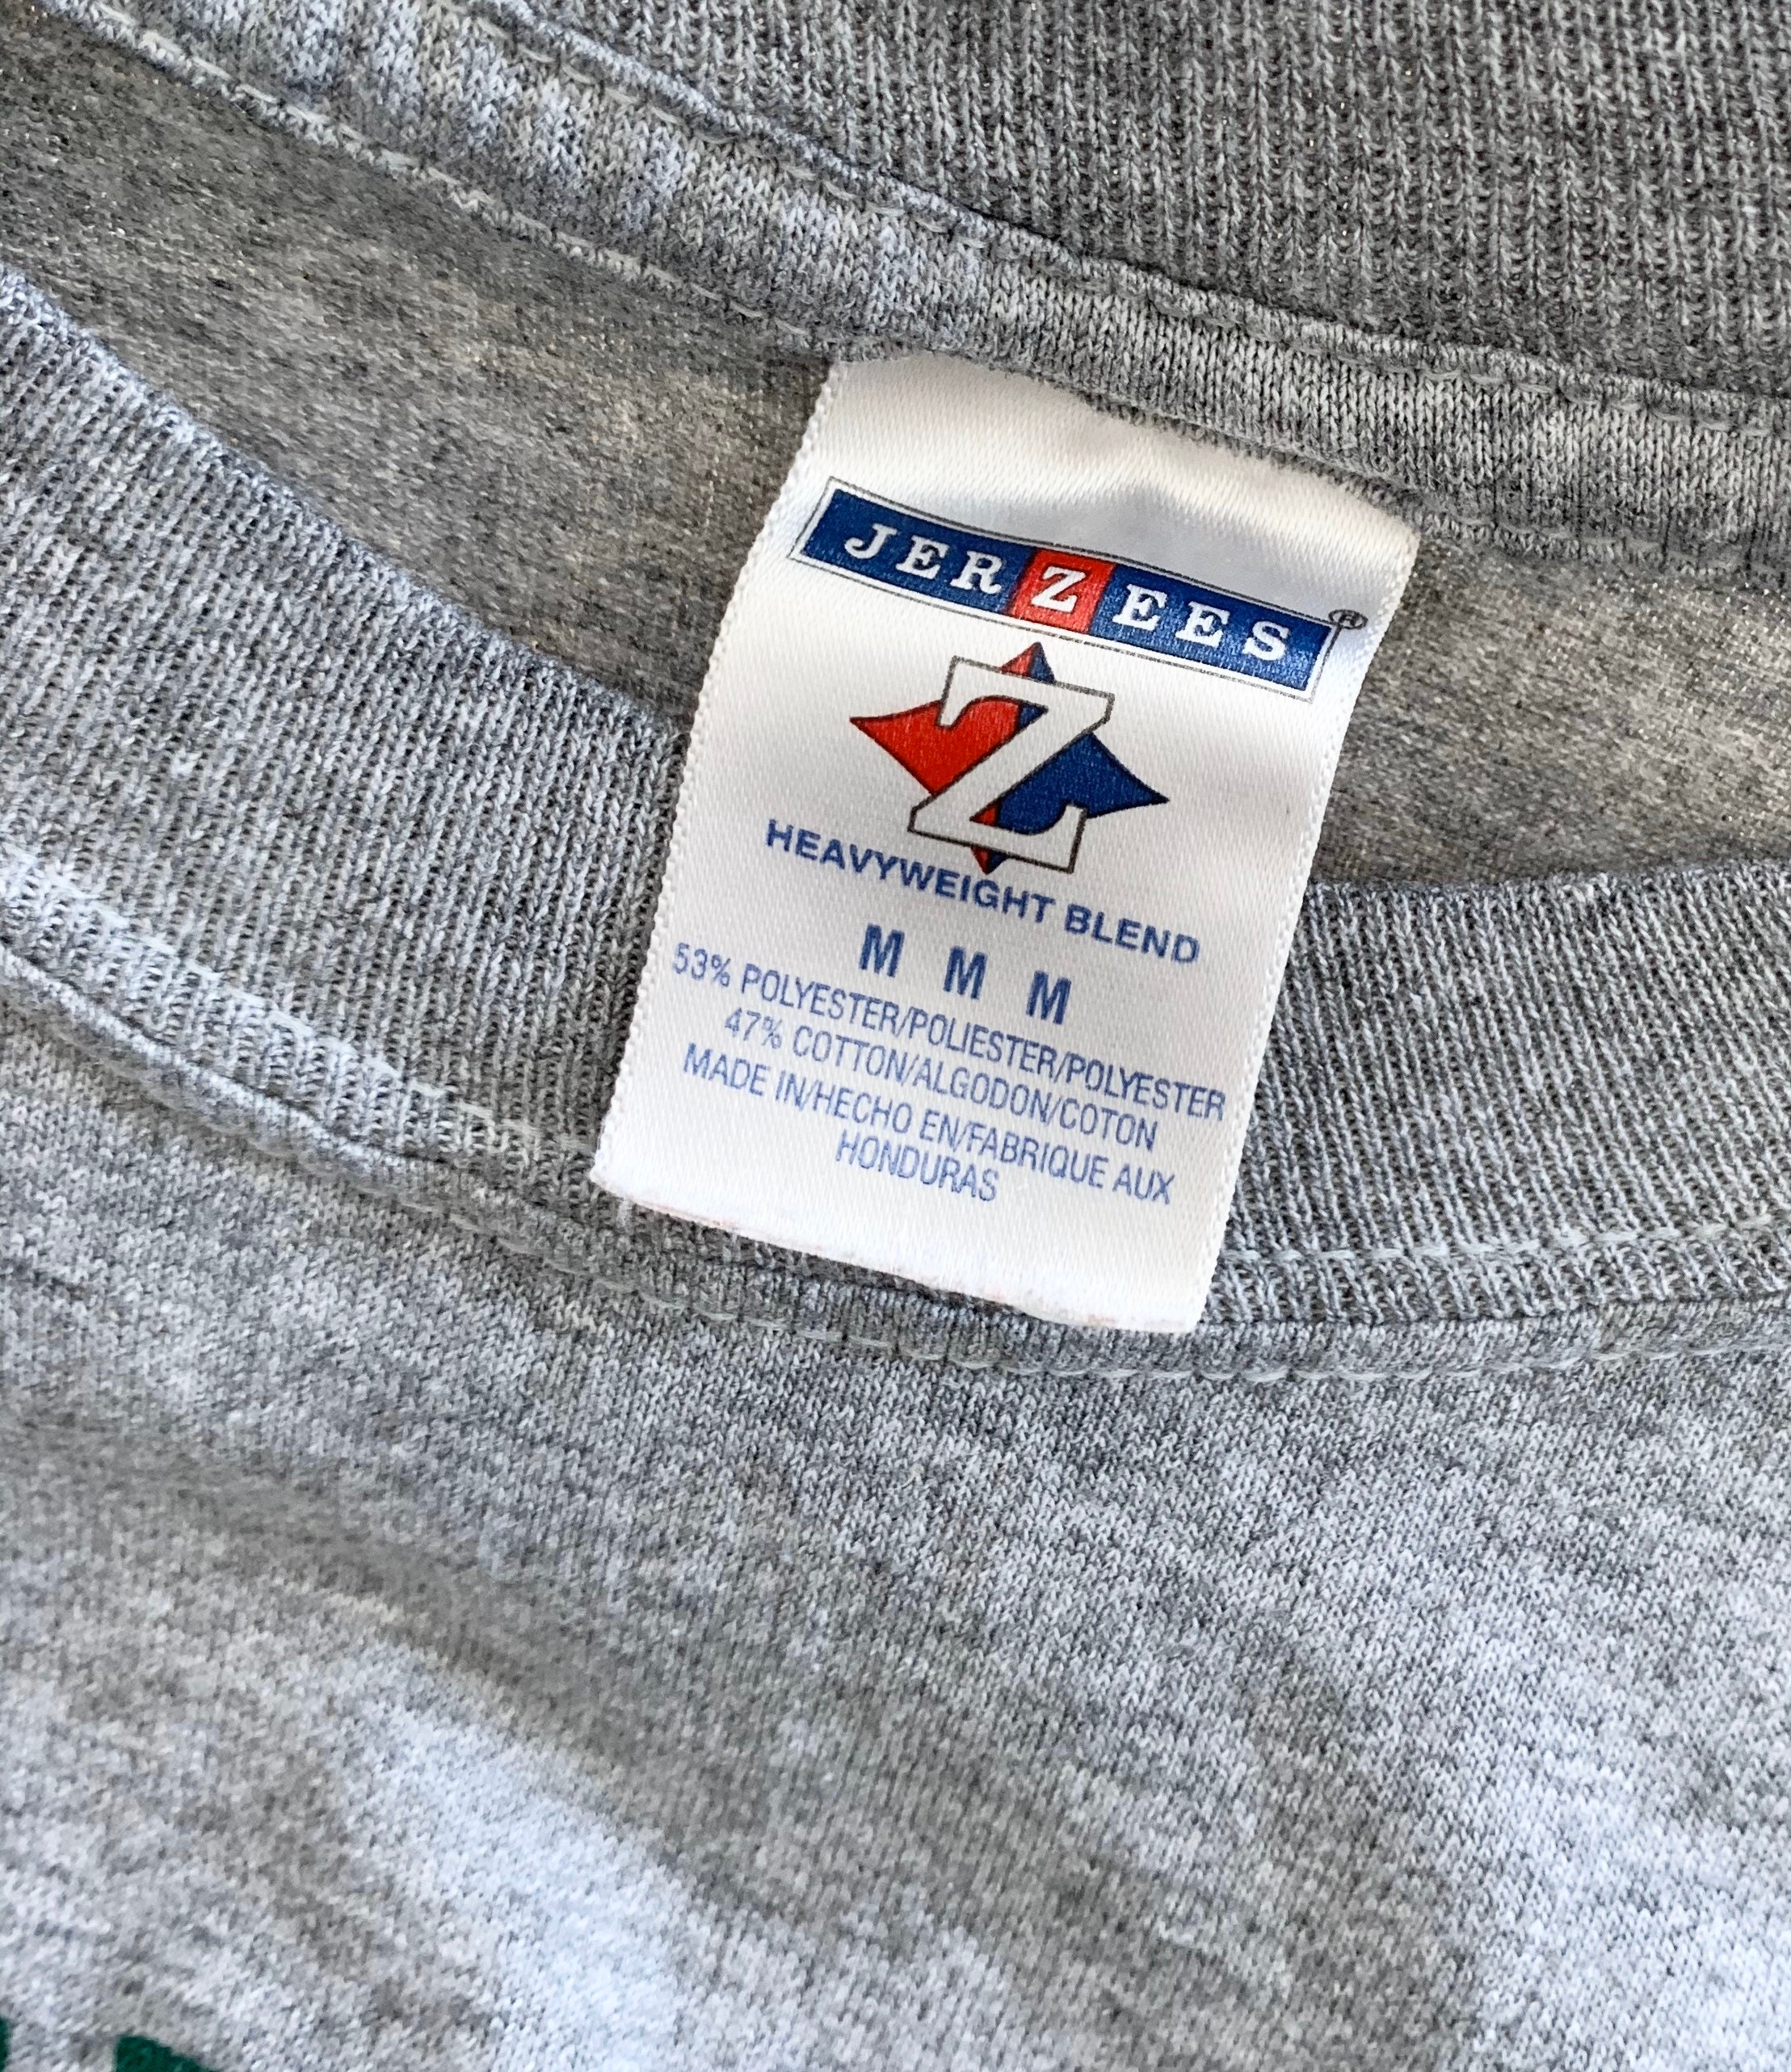 JERZEES®
Z
HEAVYWEIGHT BLEND
M M M
53% POLYESTER/POLIESTER/POLYESTER
47% COTTON/ALGODON/COTON
MADE IN/HECHO EN/FABRIQUE AUX
HONDURAS